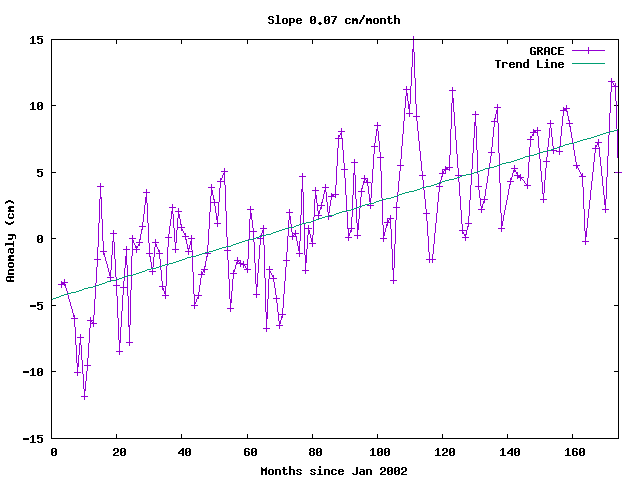 Slope 0.07 cm/month
GRACE
Trend Line
15
10
5
0
-5
-10
-15
Anomaly (cm)
0 20 40 60 80 100 120 140 160
Months since Jan 2002